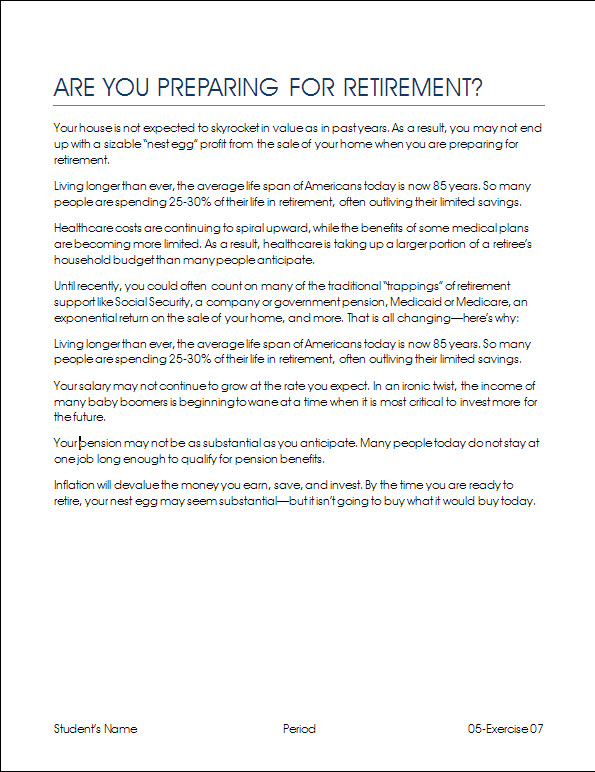 ARE YOU PREPARING FOR RETIREMENT?
Your house is not expected to skyrocket in value as in past years. As a result, you may not end
up with a sizable “nest egg” profit from the sale of your home when you are preparing for
retirement.
Living longer than ever, the average life span of Americans today is now 85 years. So many
people are spending 25-30% of their life in retirement, often outliving their limited savings.
Healthcare costs are continuing to spiral upward, while the benefits of some medical plans
are becoming more limited. As a result, healthcare is taking up a larger portion of a retiree’s
household budget than many people anticipate.
Until recently, you could often count on many of the traditional “trappings” of retirement
support like Social Security, a company or government pension, Medicaid or Medicare, an
exponential return on the sale of your home, and more. That is all changing—here’s why:
Living longer than ever, the average life span of Americans today is now 85 years. So many
people are spending 25-30% of their life in retirement, often outliving their limited savings.
Your salary may not continue to grow at the rate you expect. In an ironic twist, the income of
many baby boomers is beginning to wane at a time when it is most critical to invest more for
the future.
Your pension may not be as substantial as you anticipate. Many people today do not stay at
one job long enough to qualify for pension benefits.
Inflation will devalue the money you earn, save, and invest. By the time you are ready to
retire, your nest egg may seem substantial—but it isn’t going to buy what it would buy today.
Student’s Name Period 05-Exercise 07